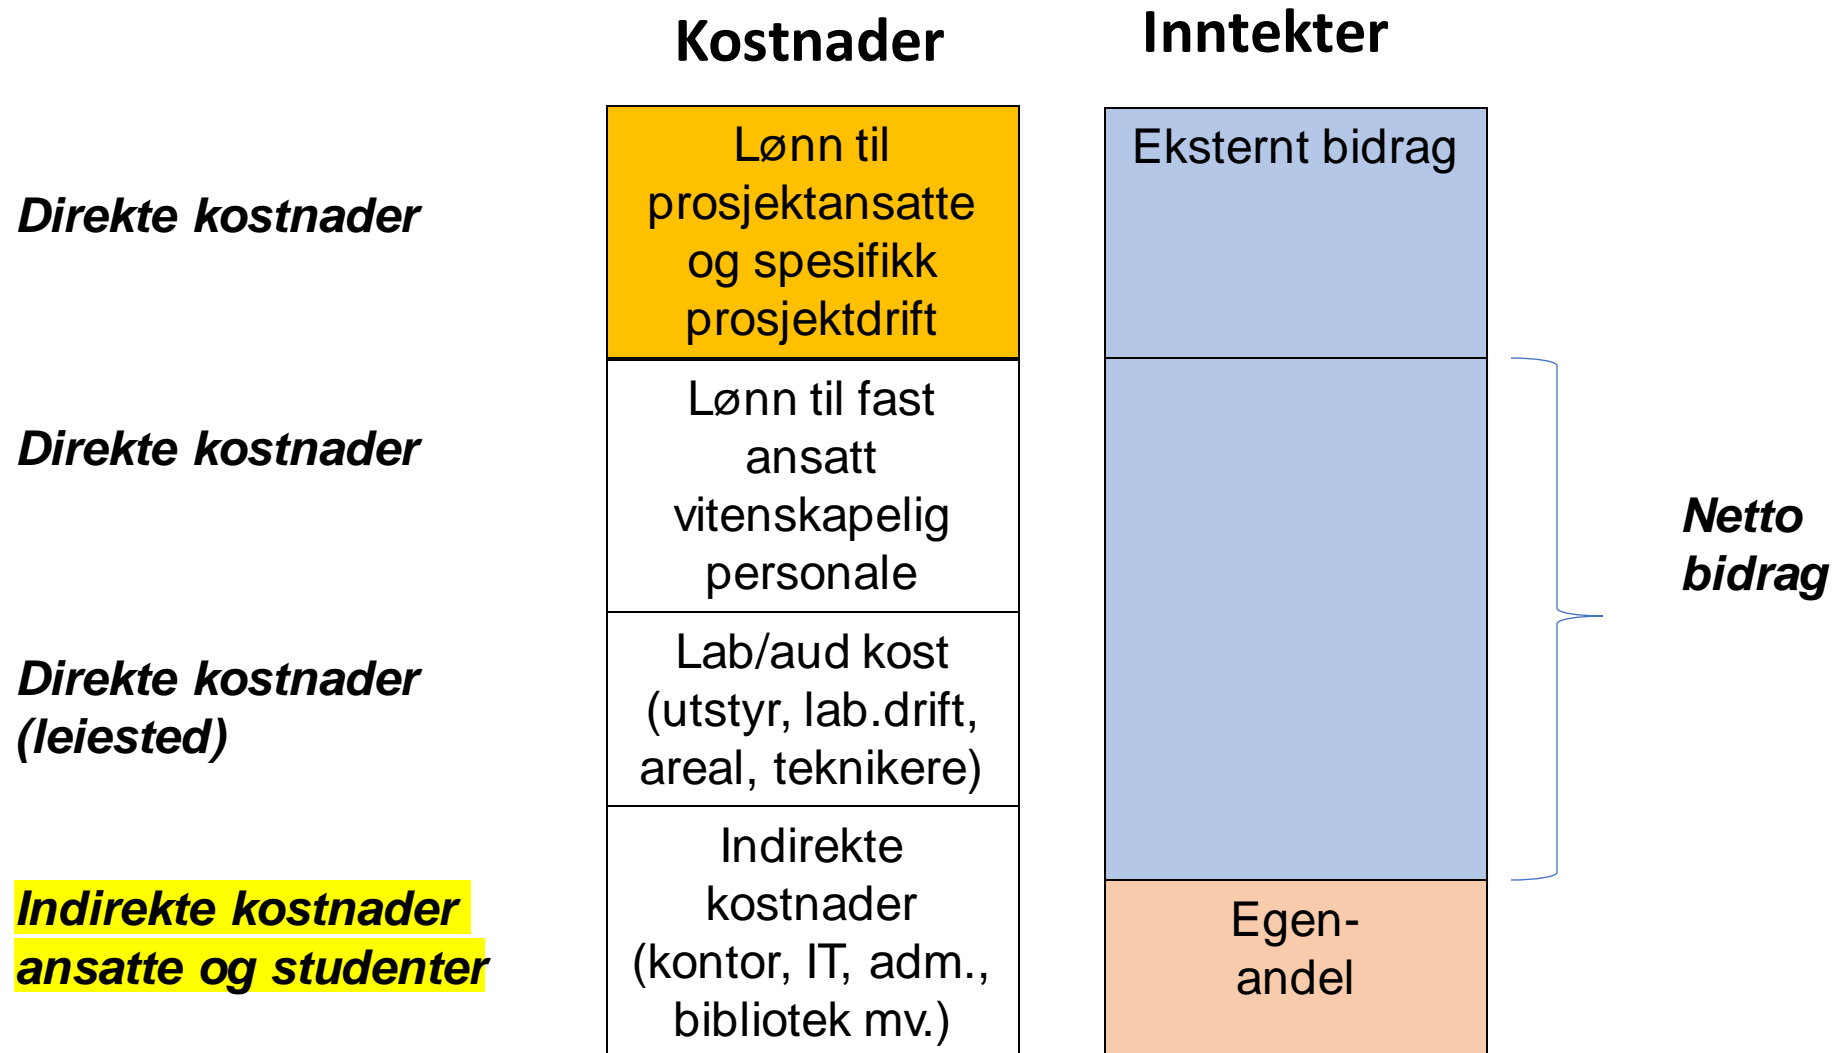 Kostnader
Inntekter
Direkte kostnader
Lønn til
prosjektansatte
og spesifikk
prosjektdrift
Eksternt bidrag
Direkte kostnader
Lønn til fast
ansatt
vitenskapelig
personale
Netto
bidrag
Direkte kostnader
(leiested)
Lab/aud kost
(utstyr, lab.drift,
areal, teknikere)
Indirekte kostnader
ansatte og studenter
Indirekte
kostnader
(kontor, IT, adm.,
bibliotek mv.)
Egen-
andel